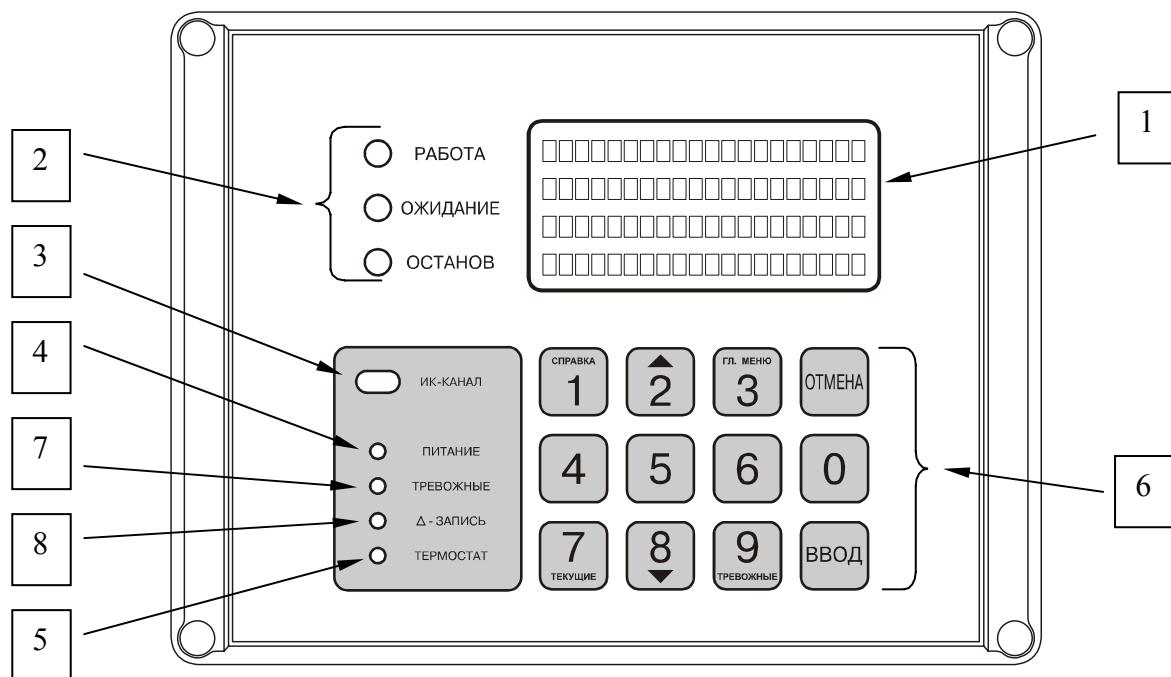 1
2
РАБОТА
ОЖИДАНИЕ
ОСТАНОВ
3
4
7
8
5
ИК-КАНАЛ
ПИТАНИЕ
ТРЕВОЖНЫЕ
Δ - ЗАПИСЬ
ТЕРМОСТАТ
СПРАВКА
1
2
ГЛ. МЕНЮ
3
ОТМЕНА
4
5
6
0
7
ТЕКУЩИЕ
8
9
ТРЕВОЖНЫЕ
ВВОД
6